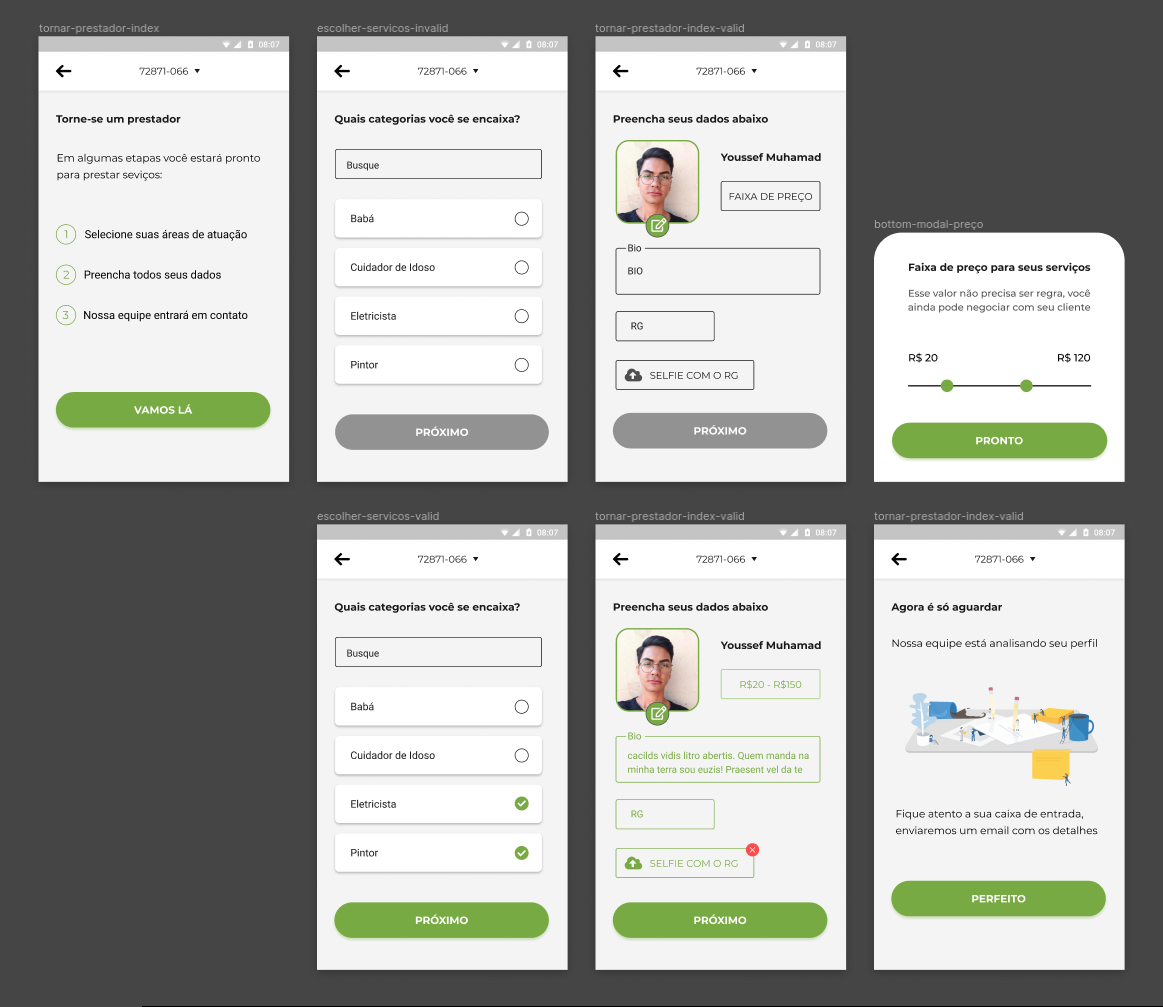 tornar-prestador-index
08:07
72871-066
Torne-se um prestador
Em algumas etapas você estará pronto
para prestar seviços:
1 Selecione suas áreas de atuação
2 Preencha todos seus dados
3 Nossa equipe entrará em contato
VAMOS LÁ
escolher-servicos-invalid
08:07
72871-066
Quais categorias você se encaixa?
Busque
Babá
Cuidador de Idoso
Eletricista
Pintor
PRÓXIMO
tornar-prestador-index-valid
08:07
72871-066
Preencha seus dados abaixo
Youssef Muhamad
FAIXA DE PREÇO
Bio
BIO
RG
SELFIE COM O RG
PRÓXIMO
bottom-modal-preço
Faixa de preço para seus serviços
Esse valor não precisa ser regra, você
ainda pode negociar com seu cliente
R$ 20 R$ 120
PRONTO
escolher-servicos-valid
08:07
72871-066
Quais categorias você se encaixa?
Busque
Babá
Cuidador de Idoso
Eletricista
Pintor
PRÓXIMO
tornar-prestador-index-valid
08:07
72871-066
Preencha seus dados abaixo
Youssef Muhamad
R$20 - R$150
Bio
cacilds vidis litro abertis. Quem manda na
minha terra sou euzis! Praesent vel da te
RG
SELFIE COM O RG
PRÓXIMO
tornar-prestador-index-valid
08:07
72871-066
Agora é só aguardar
Nossa equipe está analisando seu perfil
Fique atento a sua caixa de entrada,
enviaremos um email com os detalhes
PERFEITO